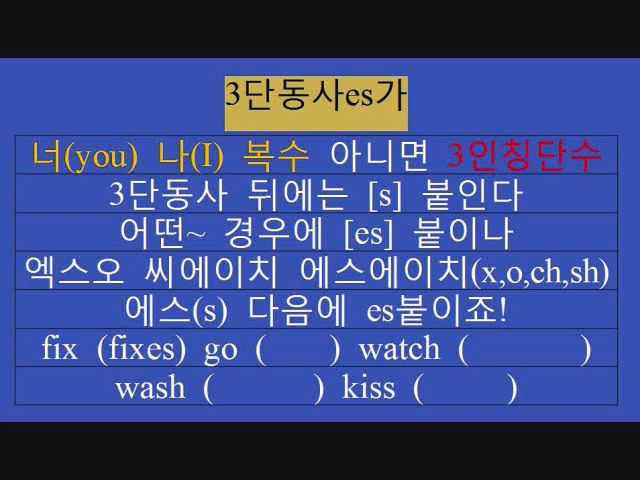 3단동사es가
너(you) 나(I) 복수 아니면 3인칭단수
3단동사 뒤에는 [s] 붙인다
어떤~ 경우에 [es] 붙이나
엑스오 씨에이치 에스에이치(x,o,ch,sh)
에스(s) 다음에 es붙이죠!
fix (fixes) go ( ) watch ( )
wash ( ) kiss ( )